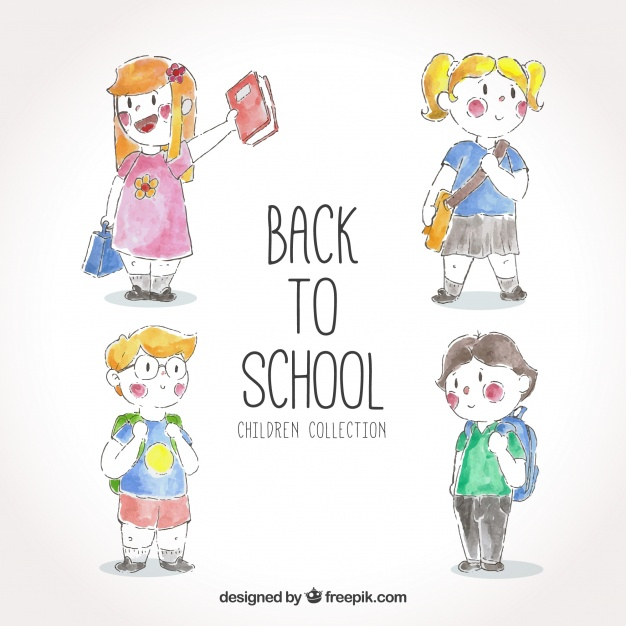 BACK
TO
SCHOOL
CHILDREN COLLECTION
designed by freepik.com